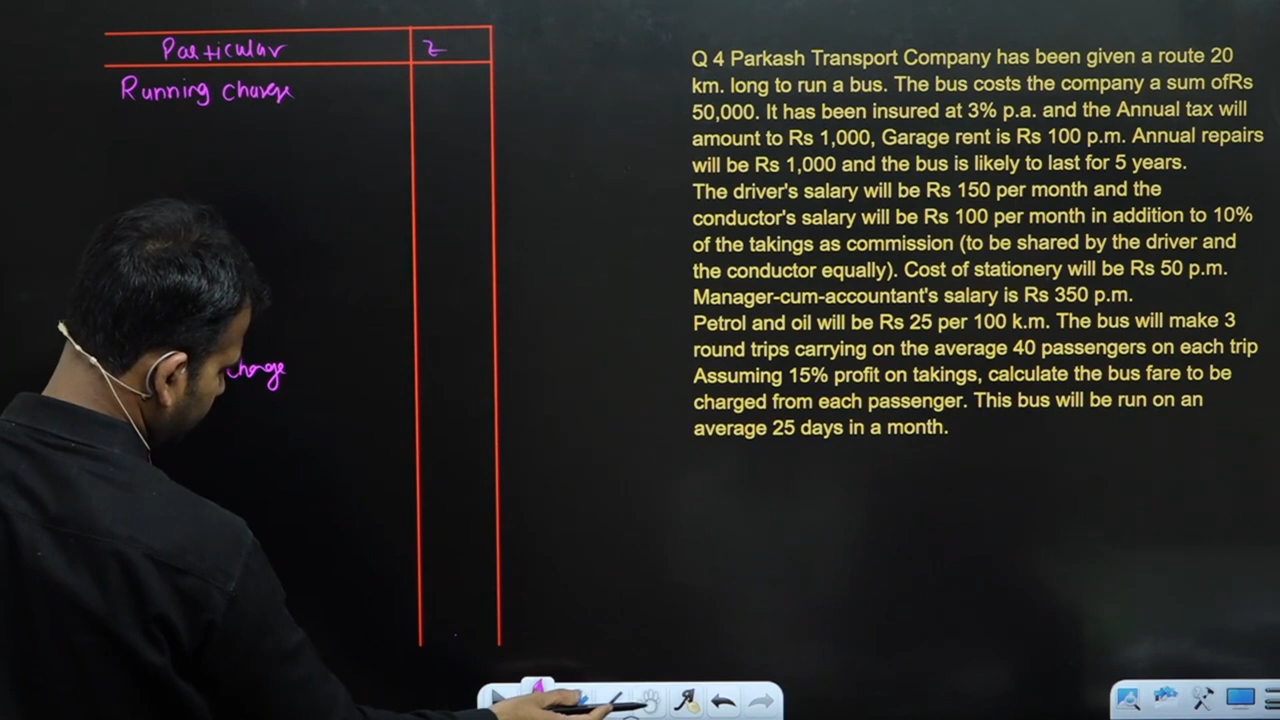 Particular ₹
Running charge
charge
Q 4 Parkash Transport Company has been given a route 20
km. long to run a bus. The bus costs the company a sum ofRs
50,000. It has been insured at 3% p.a. and the Annual tax will
amount to Rs 1,000, Garage rent is Rs 100 p.m. Annual repairs
will be Rs 1,000 and the bus is likely to last for 5 years.
The driver's salary will be Rs 150 per month and the
conductor's salary will be Rs 100 per month in addition to 10%
of the takings as commission (to be shared by the driver and
the conductor equally). Cost of stationery will be Rs 50 p.m.
Manager-cum-accountant's salary is Rs 350 p.m.
Petrol and oil will be Rs 25 per 100 k.m. The bus will make 3
round trips carrying on the average 40 passengers on each trip
Assuming 15% profit on takings, calculate the bus fare to be
charged from each passenger. This bus will be run on an
average 25 days in a month.